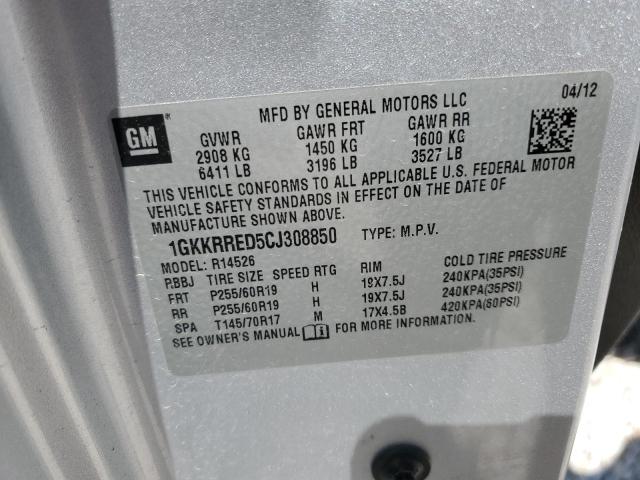 04/12
MFD BY GENERAL MOTORS LLC
GM
GVWR GAWR FRT GAWR RR
2908 KG 1450 KG 1600 KG
6411 LB 3196 LB 3527 LB
THIS VEHICLE CONFORMS TO ALL APPLICABLE U.S. FEDERAL MOTOR
VEHICLE SAFETY STANDARDS IN EFFECT ON THE DATE OF
MANUFACTURE SHOWN ABOVE.
1GKKRRED5CJ308850 TYPE: M.P.V.
MODEL: R14526
P.BBJ TIRE SIZE SPEED RTG RIM COLD TIRE PRESSURE
FRT P255/60R19 H 19X7.5J 240KPA(35PSI)
RR P255/60R19 H 19X7.5J 240KPA(35PSI)
SPA T145/70R17 M 17X4.5B 420KPA(60PSI)
SEE OWNER'S MANUAL FOR MORE INFORMATION.